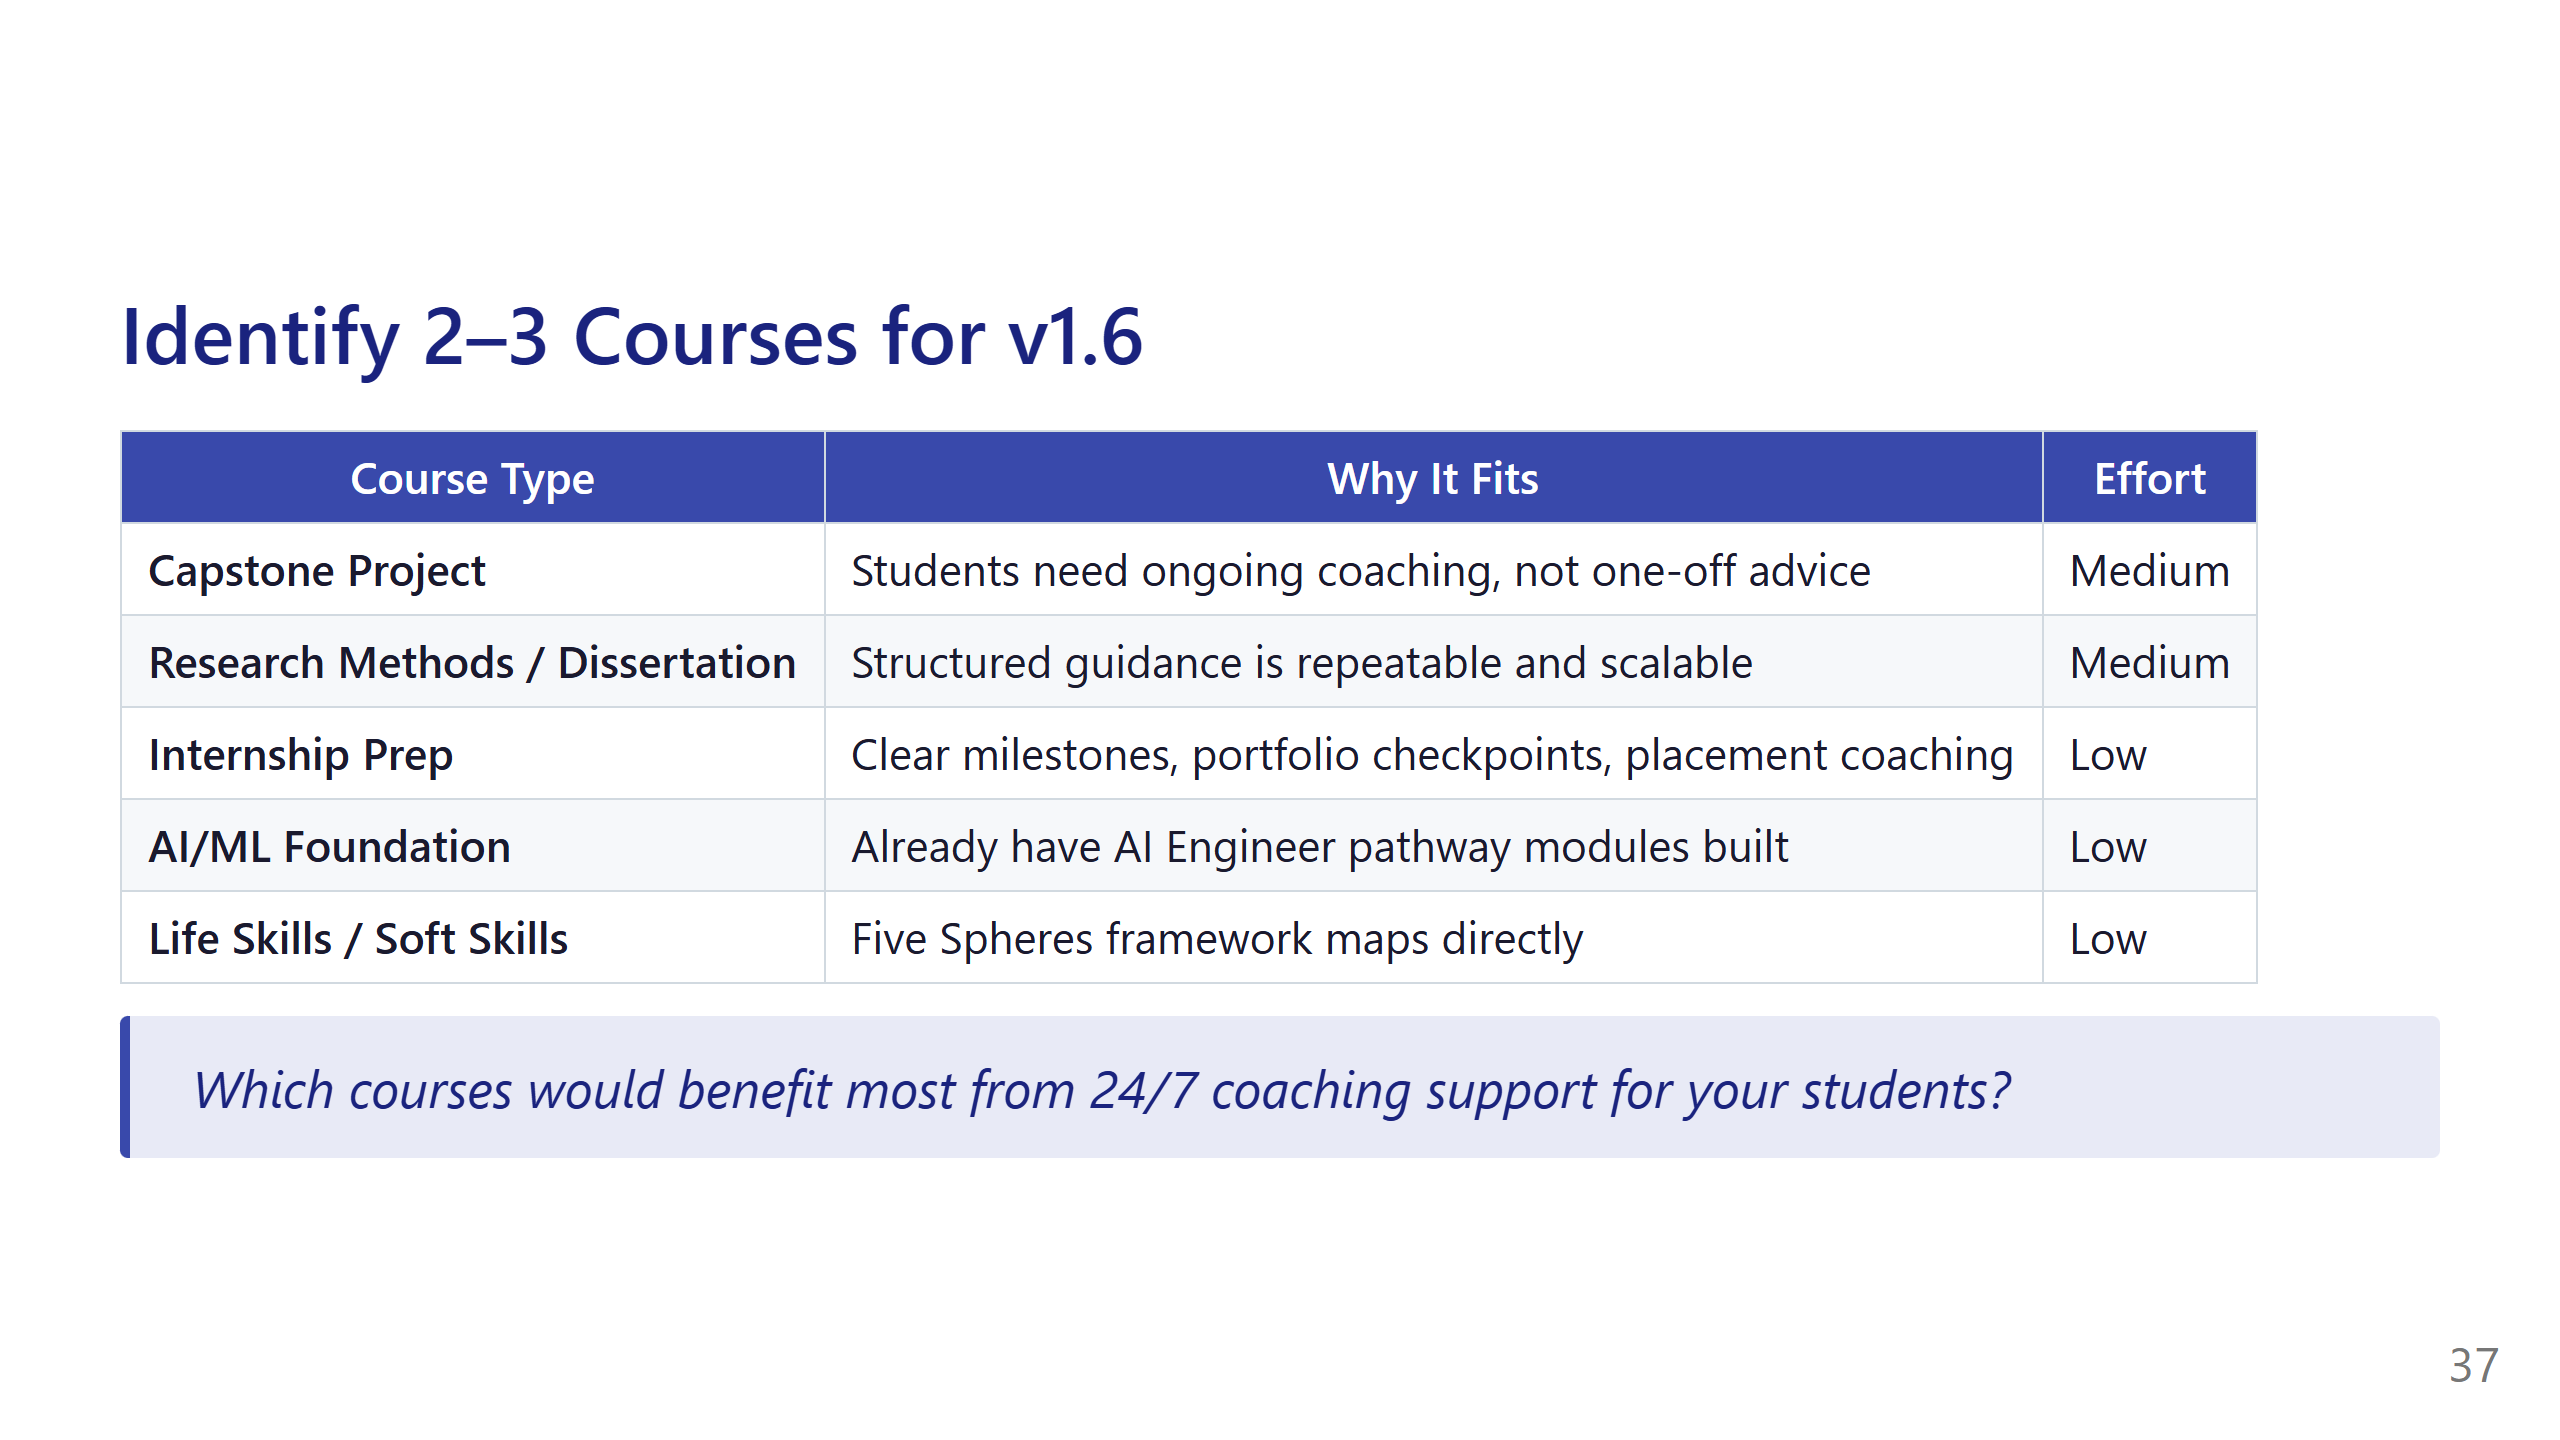 Identify 2–3 Courses for v1.6
Course Type Why It Fits Effort
Capstone Project Students need ongoing coaching, not one-off advice Medium
Research Methods / Dissertation Structured guidance is repeatable and scalable Medium
Internship Prep Clear milestones, portfolio checkpoints, placement coaching Low
AI/ML Foundation Already have AI Engineer pathway modules built Low
Life Skills / Soft Skills Five Spheres framework maps directly Low
Which courses would benefit most from 24/7 coaching support for your students?
37